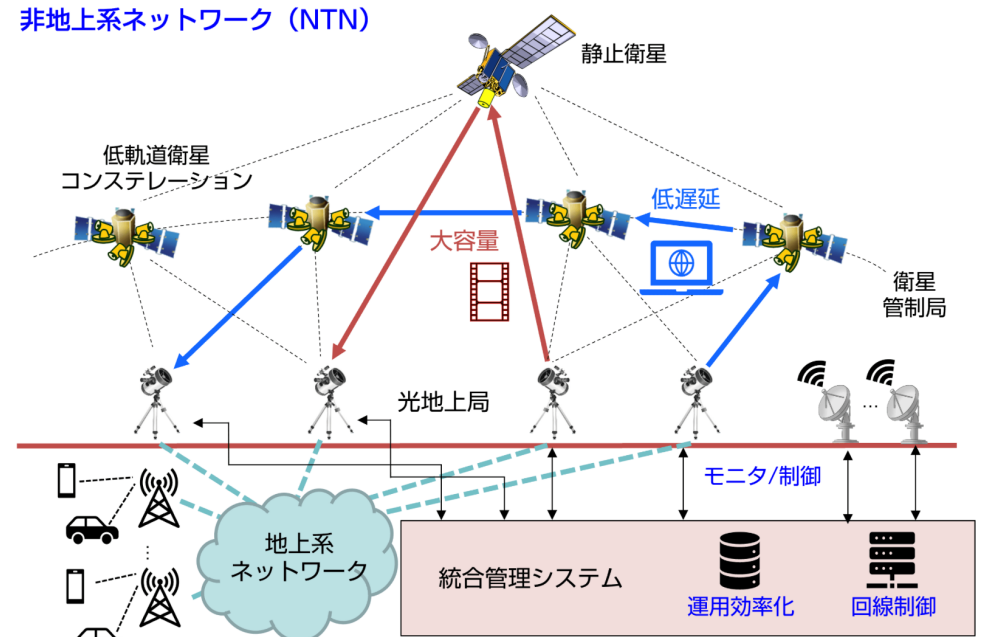 非地上系ネットワーク（NTN）
静止衛星
低軌道衛星
コンステレーション
低遅延
大容量
衛星
管制局
光地上局
…
モニタ/制御
地上系
ネットワーク
統合管理システム
運用効率化
回線制御